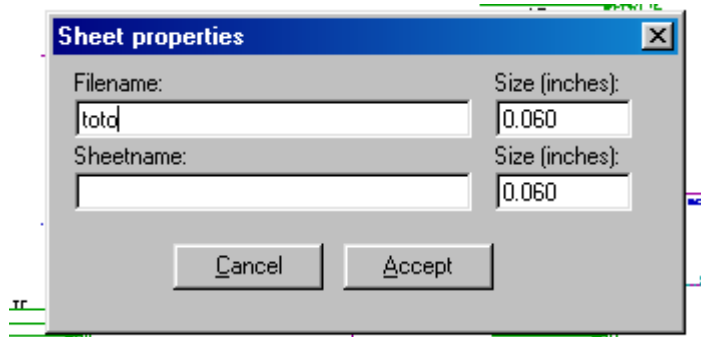 Sheet properties
Filename:
Size (inches):
toto
0.060
Sheetname:
Size (inches):
0.060
Cancel
Accept